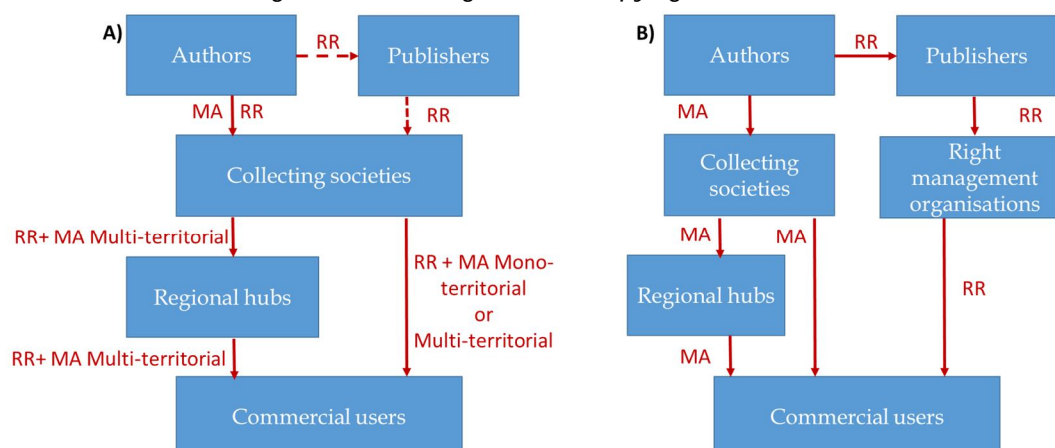 A)
Authors
RR
Publishers
MA
RR
RR
Collecting societies
RR+ MA Multi-territorial
RR + MA Mono-
territorial
or
Multi-territorial
Regional hubs
RR+ MA Multi-territorial
Commercial users
B)
Authors
RR
Publishers
MA
RR
Collecting
societies
Right
management
organisations
MA
MA
Regional hubs
RR
MA
Commercial users